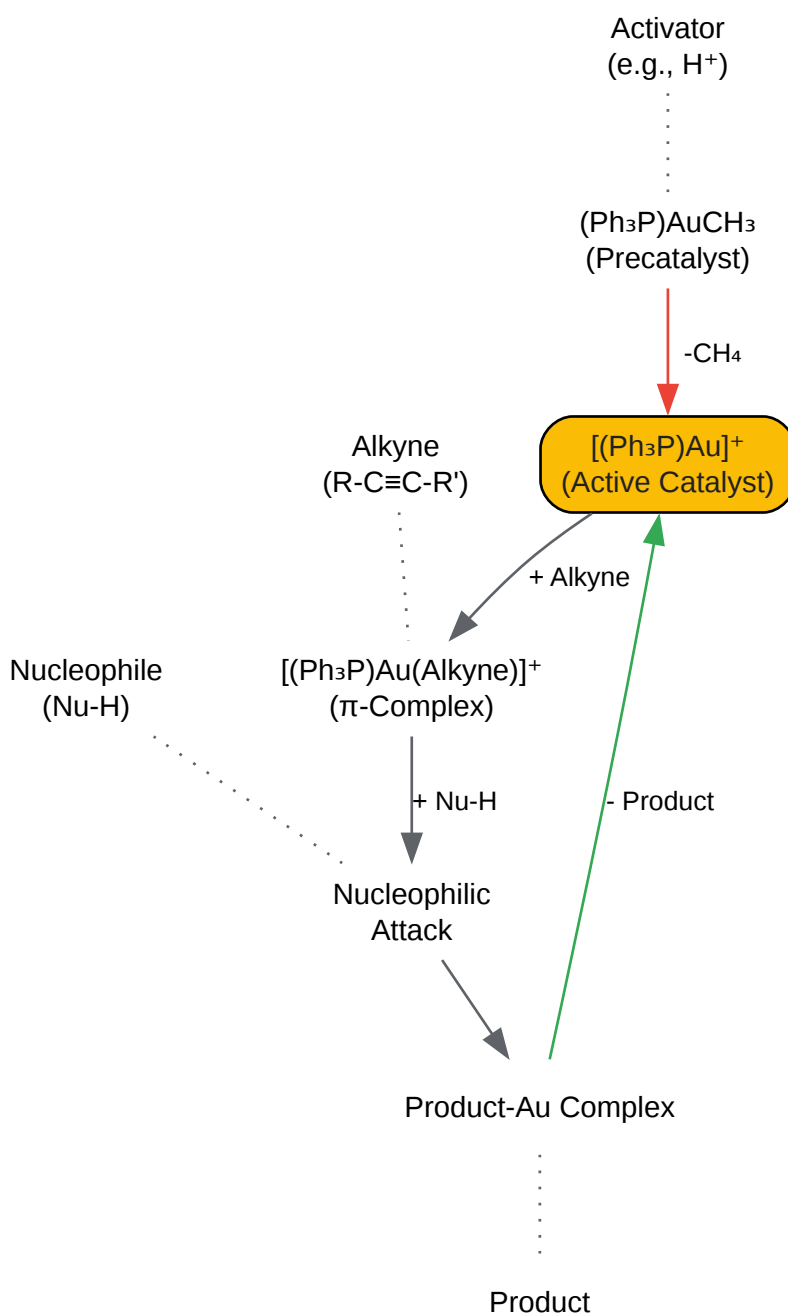 Activator
(e.g., H⁺)
(Ph₃P)AuCH₃
(Precatalyst)
-CH₄
[(Ph₃P)Au]⁺
(Active Catalyst)
Alkyne
(R-C≡C-R')
+ Alkyne
Nucleophile
(Nu-H)
[(Ph₃P)Au(Alkyne)]⁺
(π-Complex)
+ Nu-H
- Product
Nucleophilic
Attack
Product-Au Complex
Product